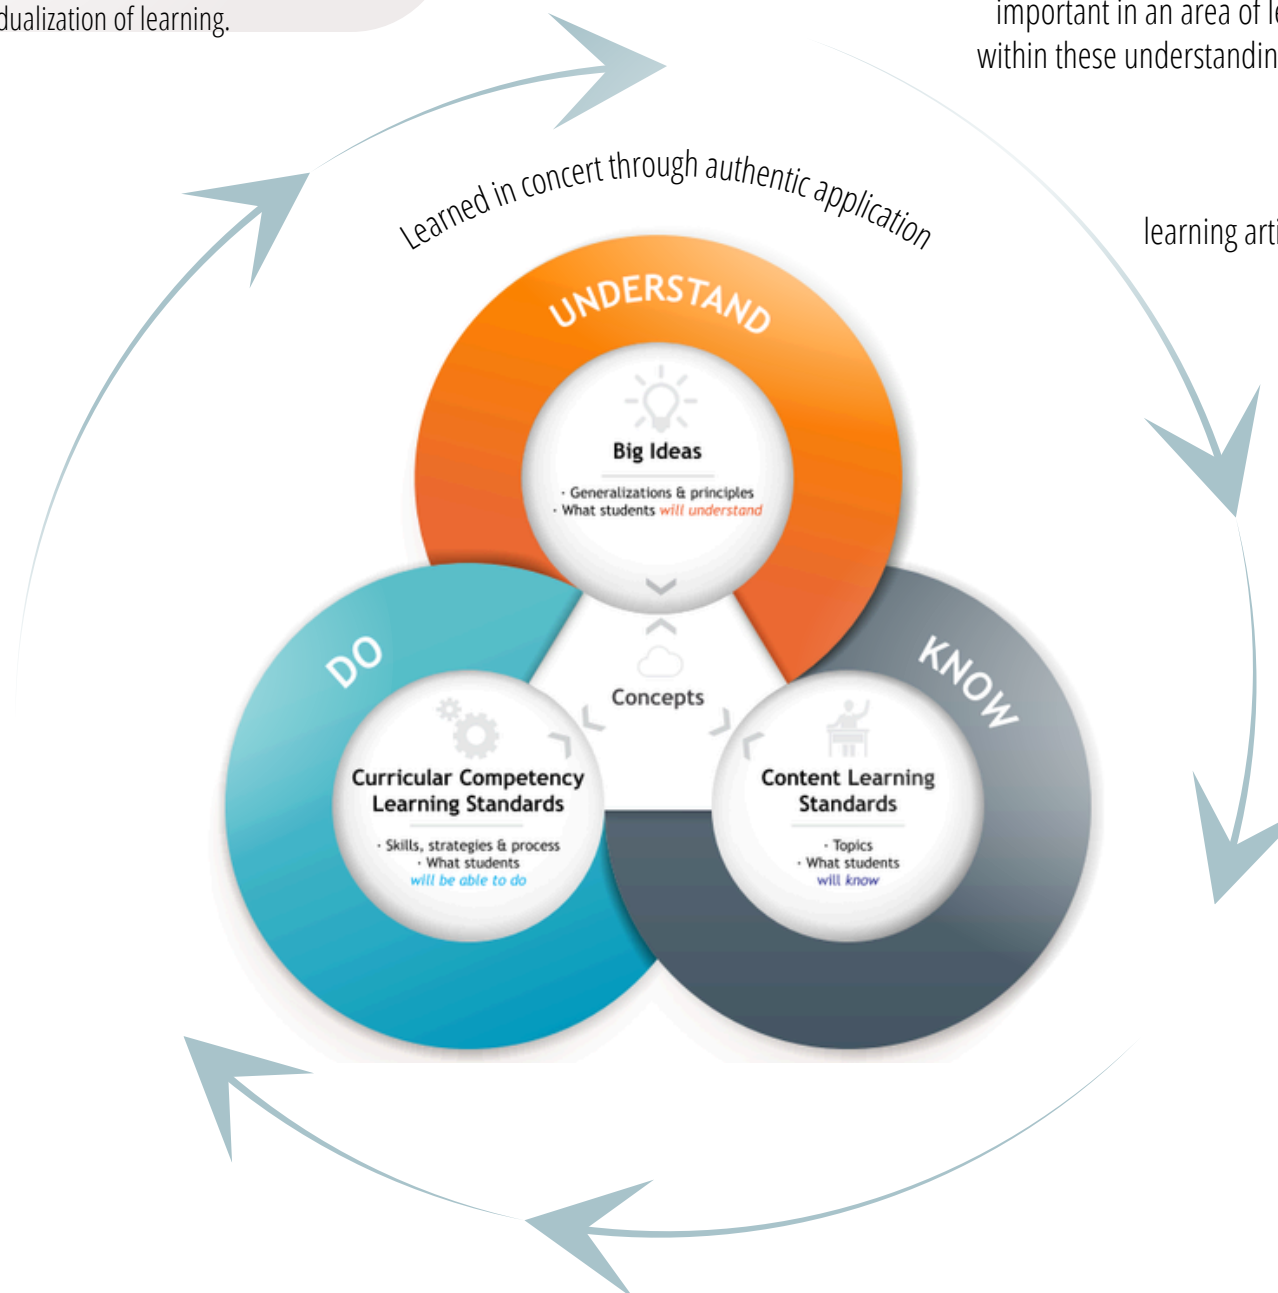 dualization of learning.
important in an area of le
within these understandin
learning arti
Learned in concert through authentic application
UNDERSTAND
Big Ideas
· Generalizations & principles
· What students will understand
DO
KNOW
Concepts
Curricular Competency
Learning Standards
· Skills, strategies & process
· What students
will be able to do
Content Learning
Standards
· Topics
· What students
will know